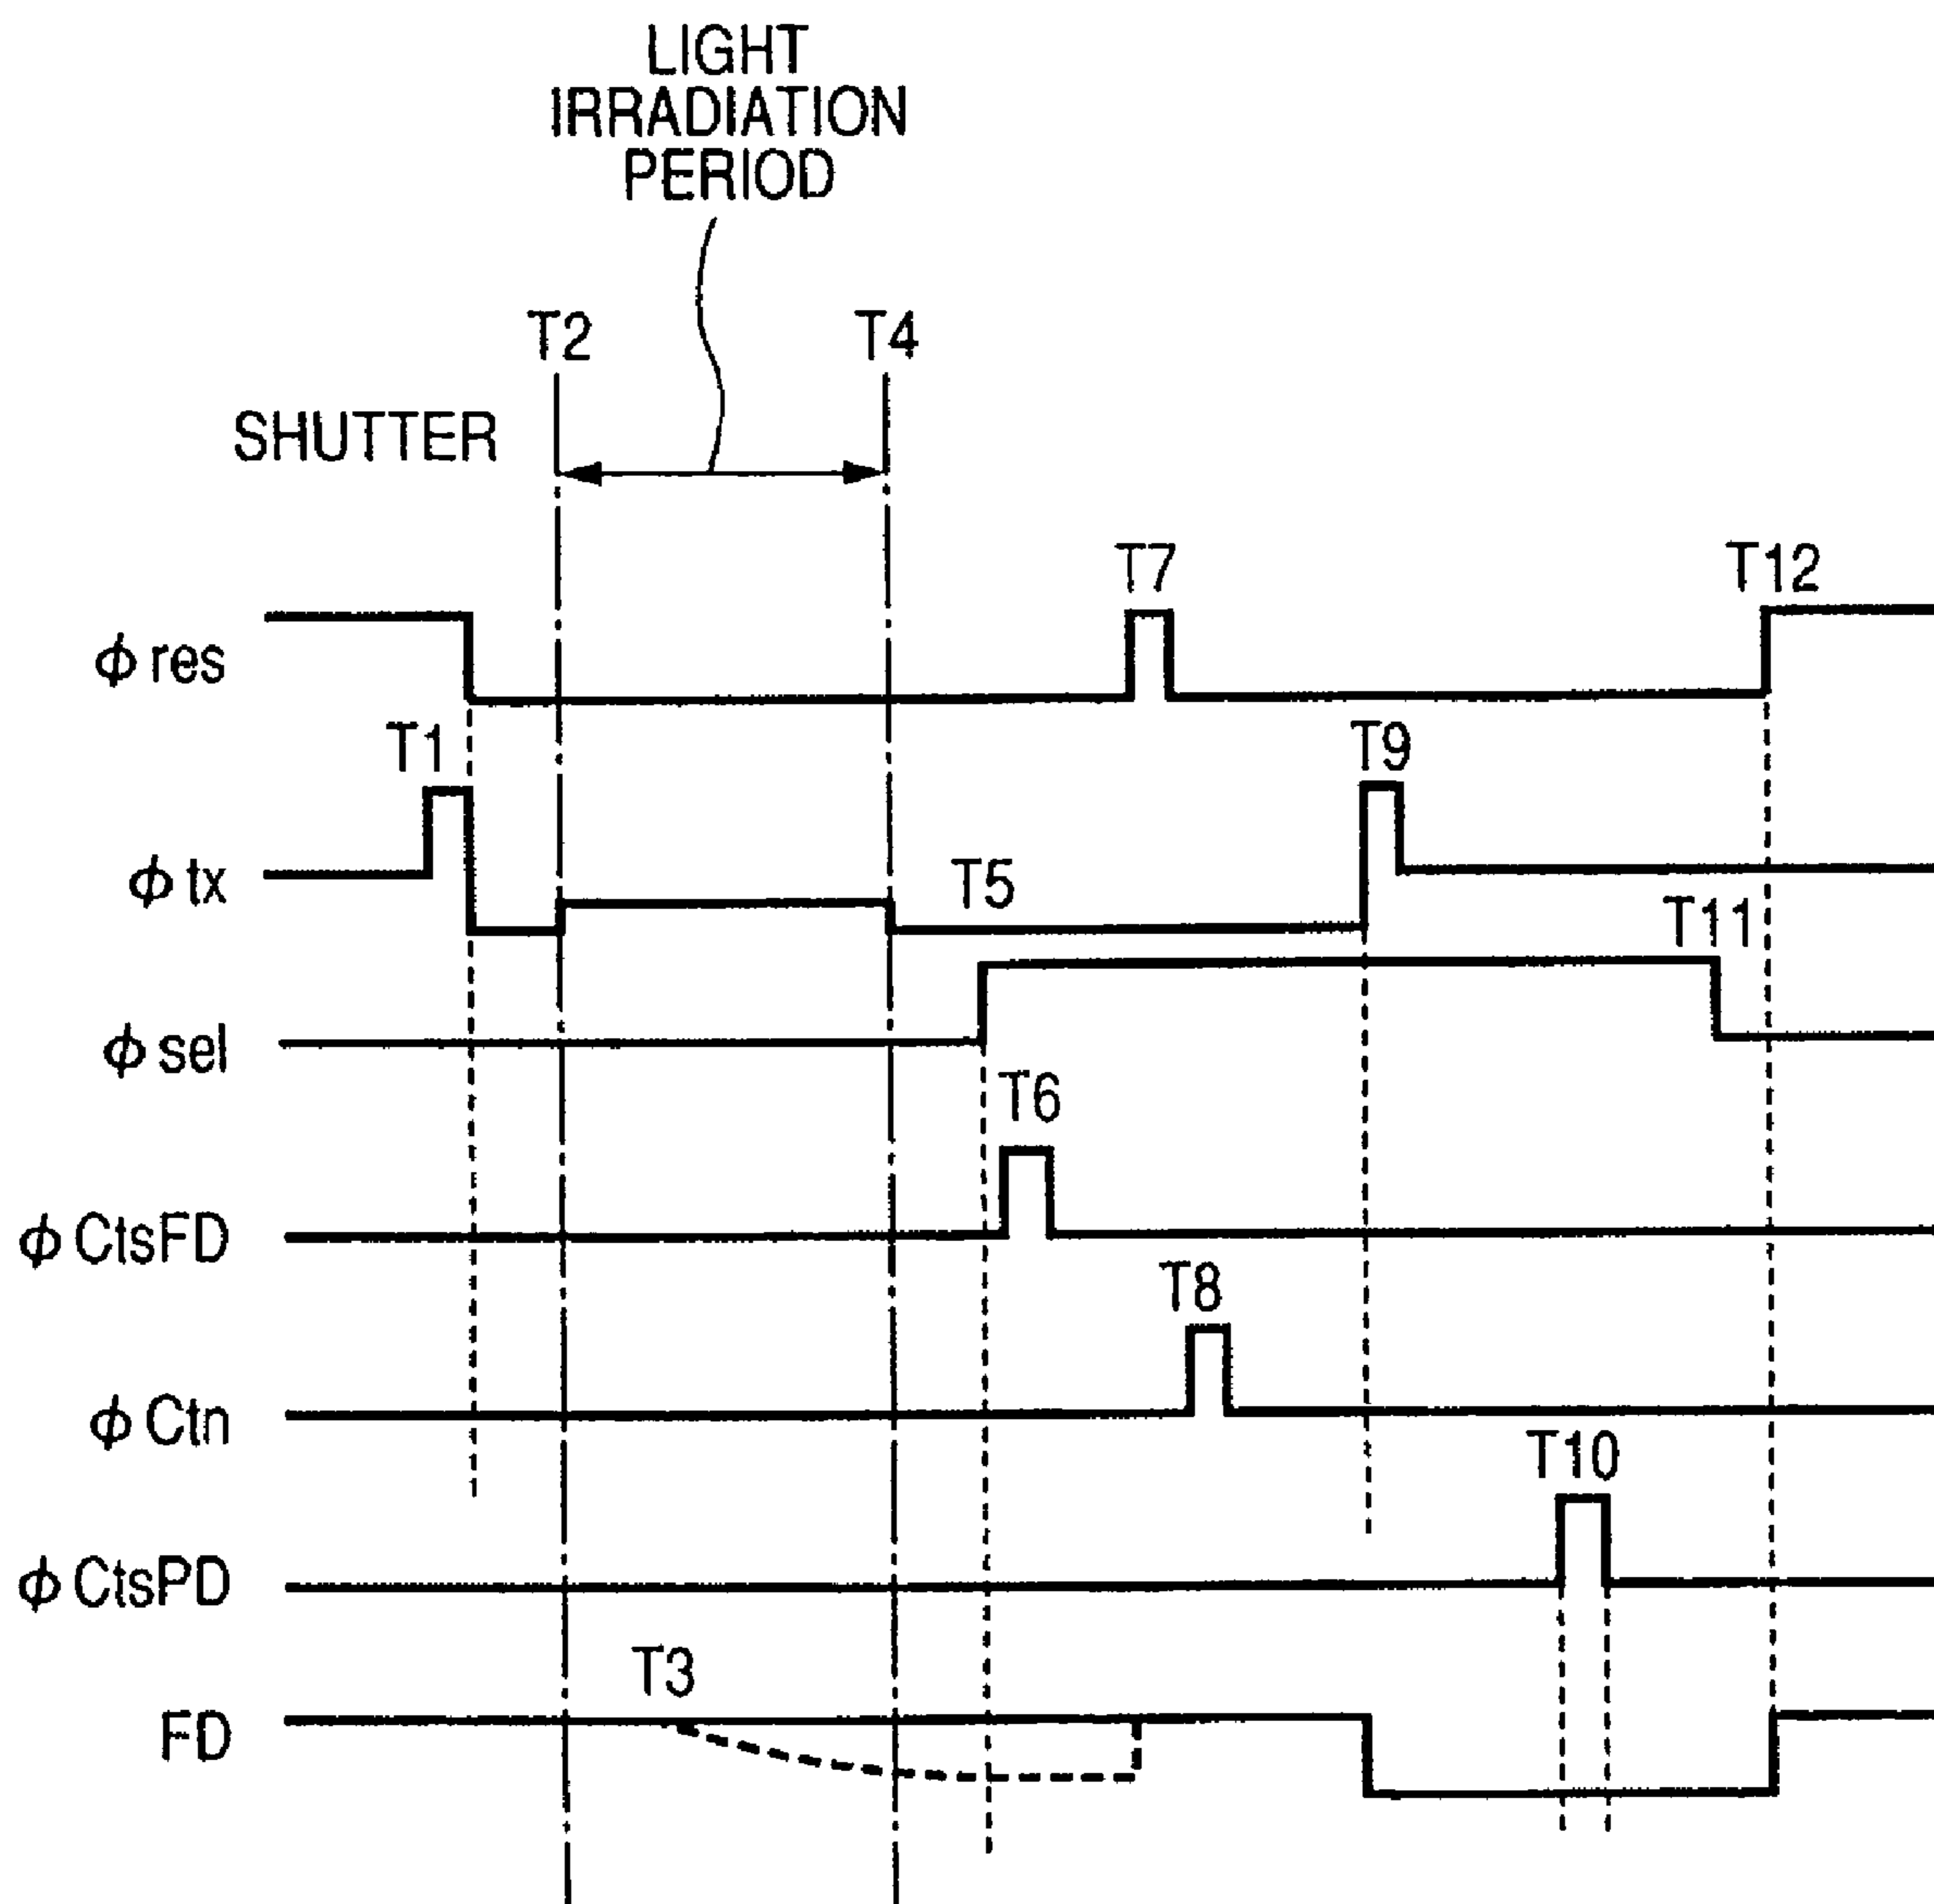 LIGHT
IRRADIATION
PERIOD
T2
T4
SHUTTER
T7
T12
ϕ res
T1
T9
ϕ tx
T5
T11
ϕ sel
T6
ϕ CtsFD
T8
ϕ Ctn
T10
ϕ CtsPD
T3
FD